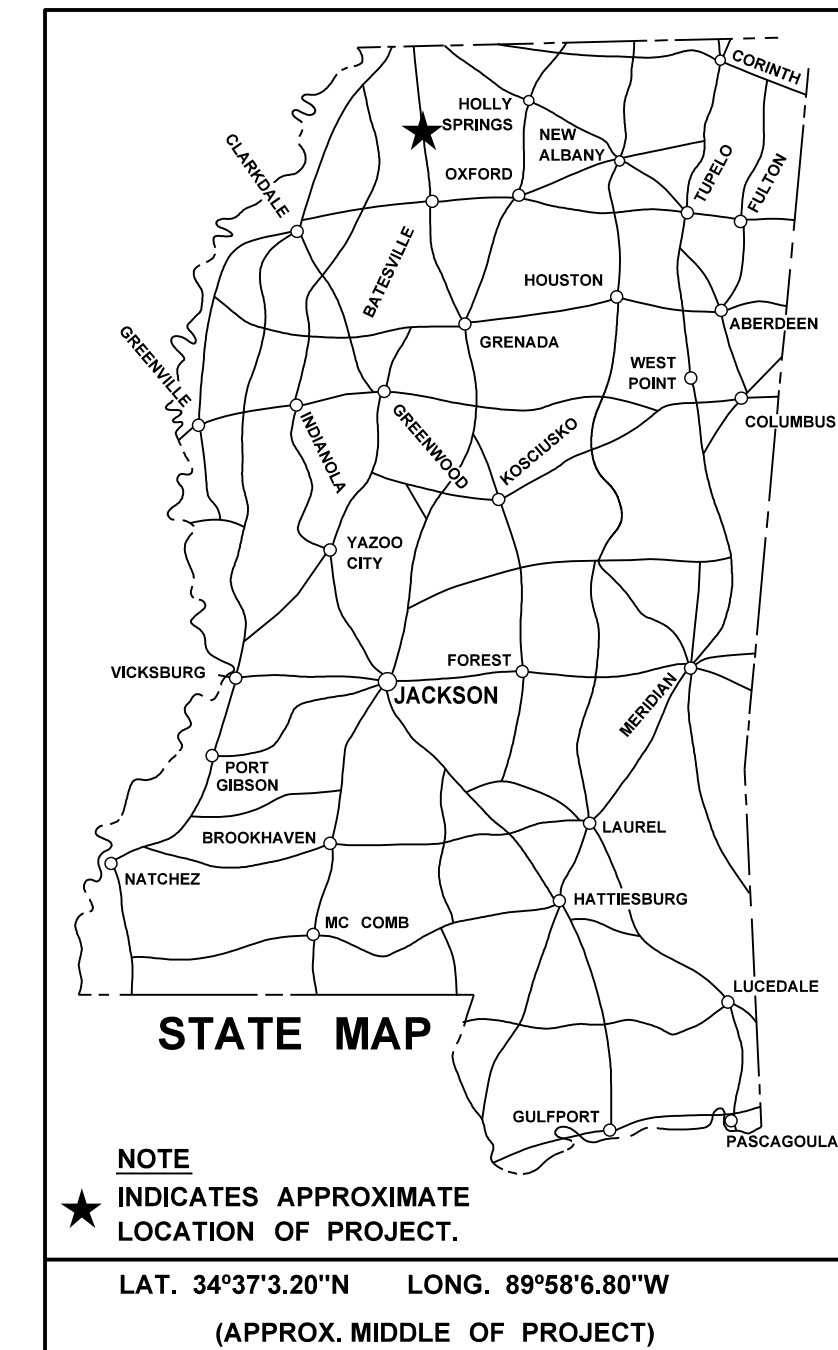 CORINTH
HOLLY
SPRINGS
NEW
ALBANY
CLARKDALE
OXFORD
TUPELO
FULTON
BATESVILLE
HOUSTON
ABERDEEN
GREENVILLE
GRENADA
WEST
POINT
COLUMBUS
INDIANOLA
GREENWOOD
KOSCIUSKO
YAZOO
CITY
VICKSBURG
FOREST
JACKSON
MERIDIAN
PORT
GIBSON
LAUREL
BROOKHAVEN
NATCHEZ
HATTIESBURG
MC COMB
LUCEDALE
STATE MAP
GULFPORT
PASCAGOULA
NOTE
INDICATES APPROXIMATE
LOCATION OF PROJECT.
LAT. 34º37'3.20"N LONG. 89º58'6.80"W
(APPROX. MIDDLE OF PROJECT)